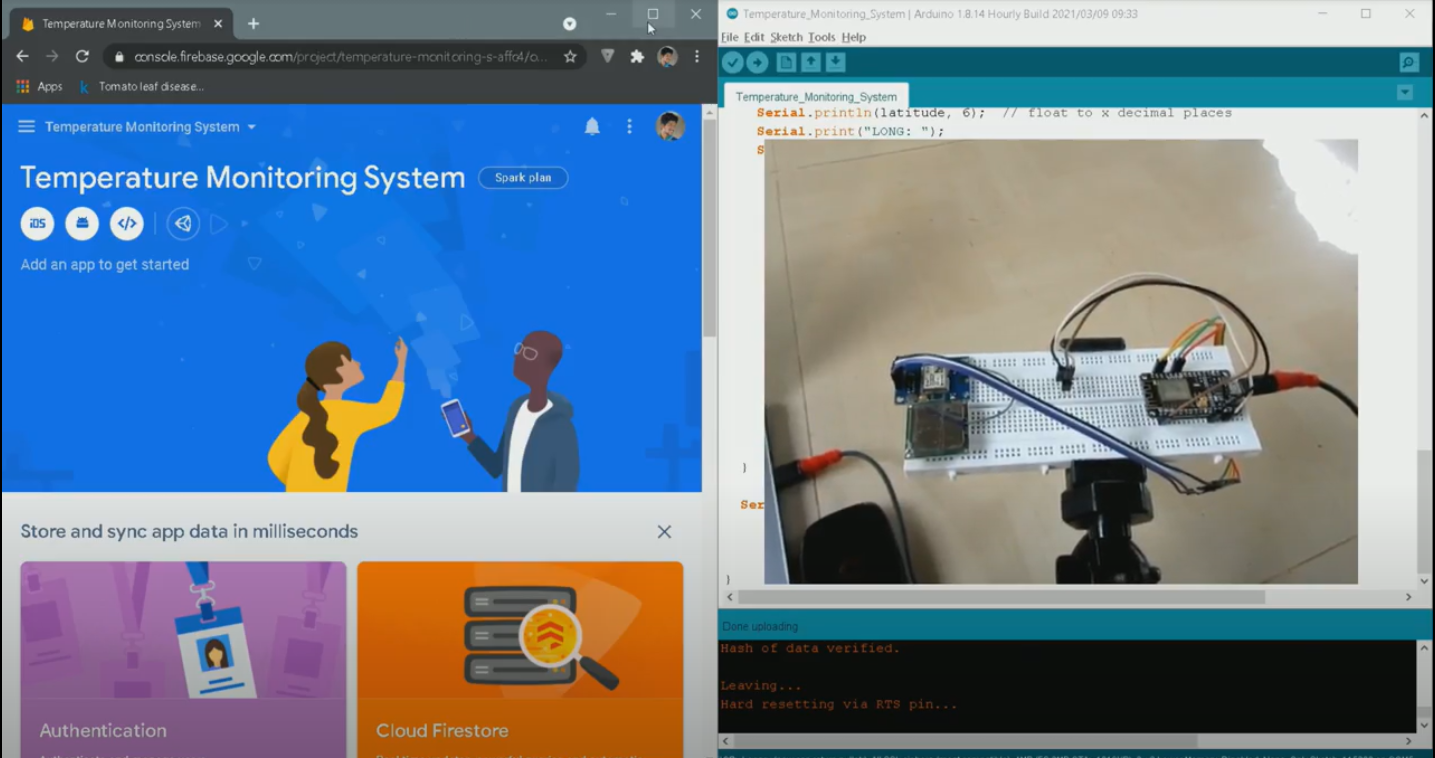 Temperature Monitoring System
console.firebase.google.com/project/temperature-monitoring-s-affo4/o...
Apps
Tomato leaf disease...
Temperature Monitoring System
Temperature Monitoring System
Spark plan
iOS
</>
Add an app to get started
Store and sync app data in milliseconds
Authentication
Cloud Firestore
Temperature_Monitoring_System | Arduino 1.8.14 Hourly Build 2021/03/09 09:33
File Edit Sketch Tools Help
Temperature_Monitoring_System
Serial.println(latitude, 6);  // float to x decimal places
Serial.print("LONG: ");
S
}
Ser
}
Done uploading
Hash of data verified.
Leaving...
Hard resetting via RTS pin...